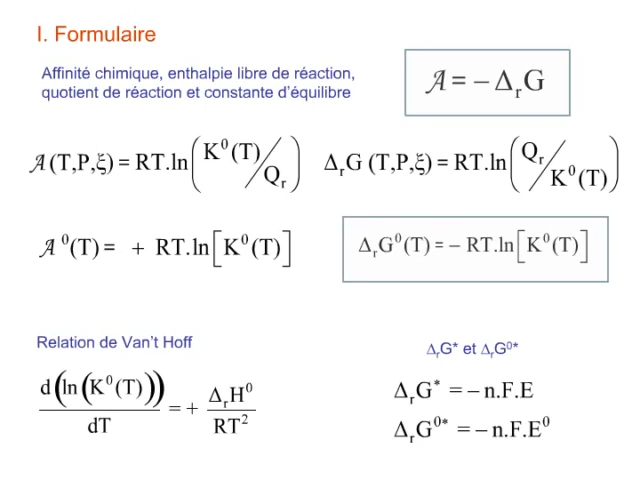 I. Formulaire
Affinité chimique, enthalpie libre de réaction,
quotient de réaction et constante d'équilibre
𝒜 = – ΔrG
𝒜 (T,P,ξ) = RT.ln(K⁰(T)/Qr)
ΔrG (T,P,ξ) = RT.ln(Qr/K⁰(T))
𝒜 ⁰(T) = + RT.ln[K⁰(T)]
ΔrG⁰(T) = – RT.ln[K⁰(T)]
Relation de Van't Hoff
ΔrG* et ΔrG⁰*
d(ln(K⁰(T)))/dT = + ΔrH⁰/RT²
ΔrG* = – n.F.E
ΔrG⁰* = – n.F.E⁰